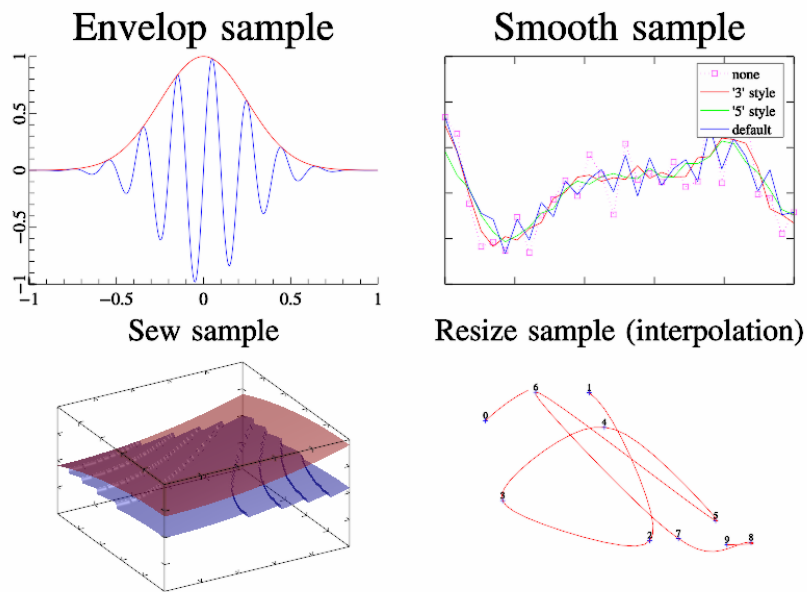 Envelop sample
Smooth sample
1
0.5
0
−0.5
−1
−1 −0.5 0 0.5 1
none
'3' style
'5' style
default
Sew sample
Resize sample (interpolation)
0
6
1
4
3
5
2
7
9
8